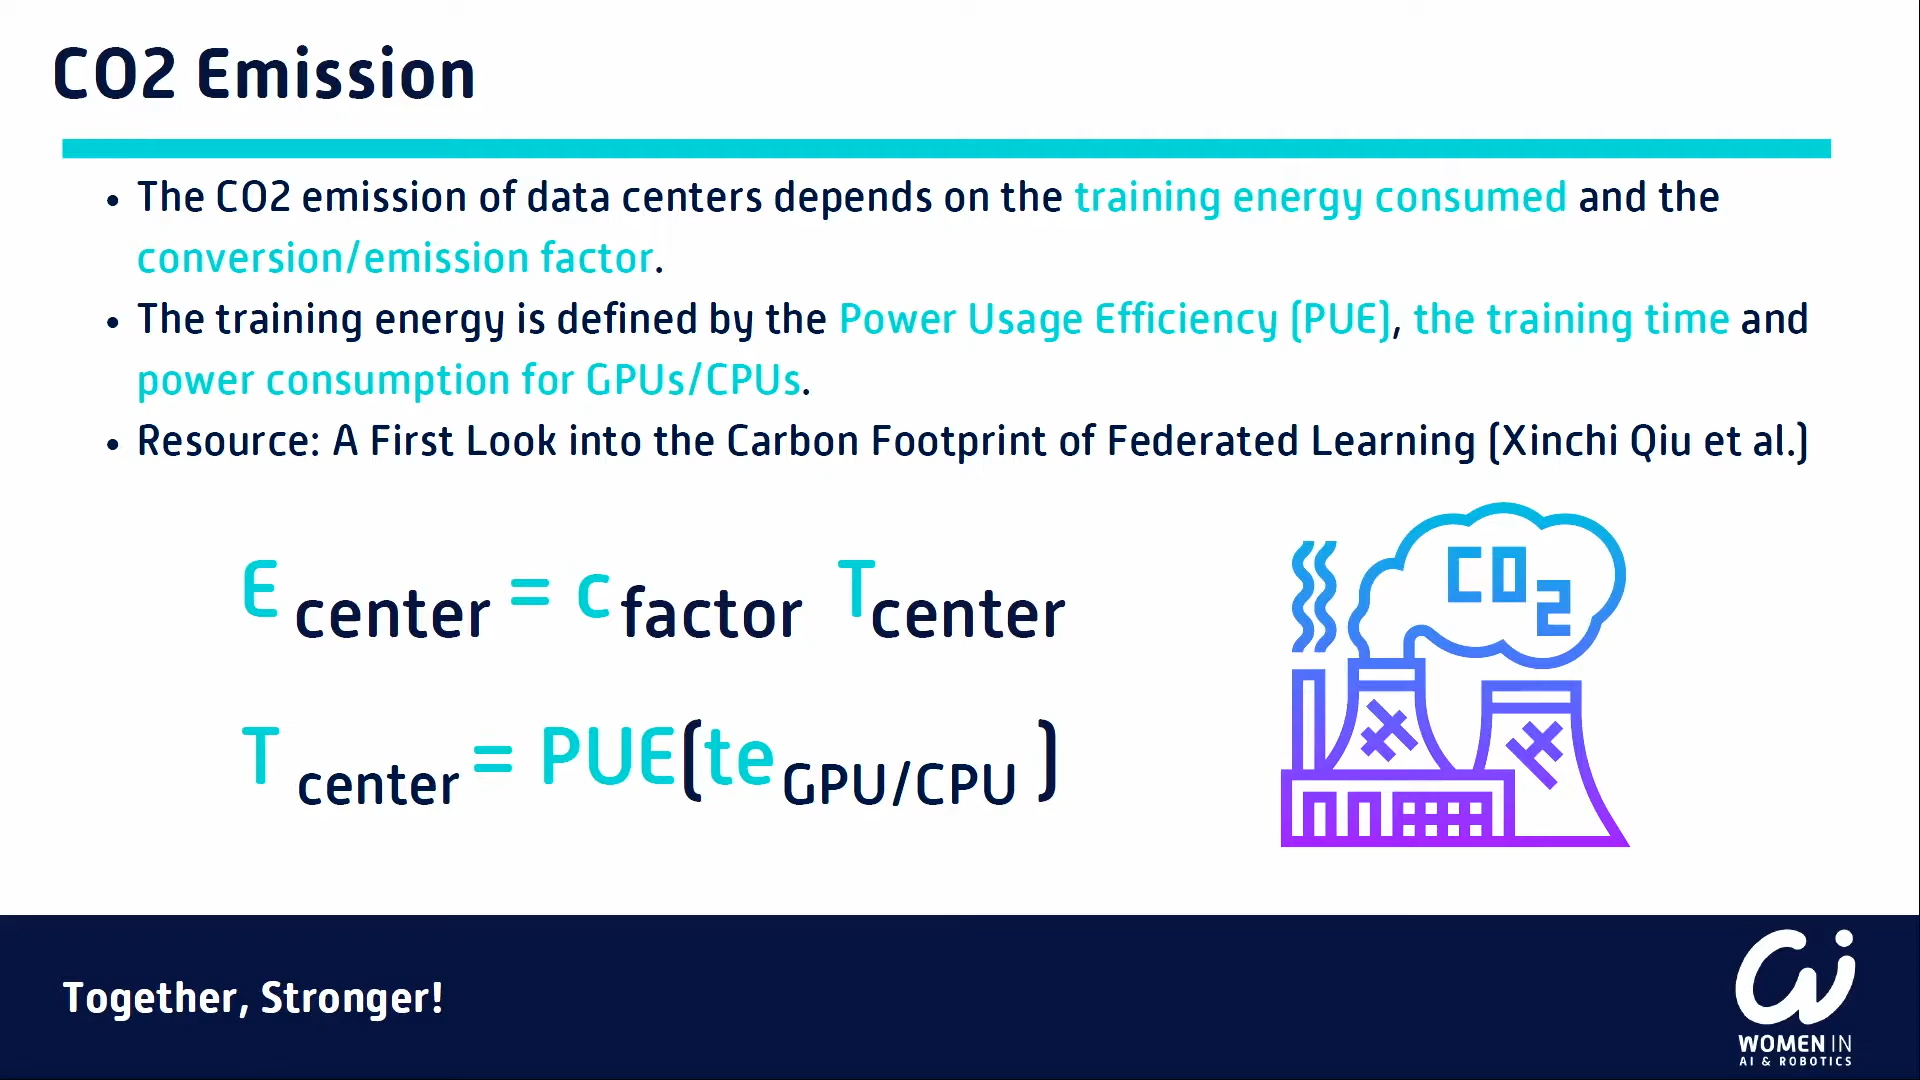 CO2 Emission
• The CO2 emission of data centers depends on the training energy consumed and the
conversion/emission factor.
• The training energy is defined by the Power Usage Efficiency (PUE), the training time and
power consumption for GPUs/CPUs.
• Resource: A First Look into the Carbon Footprint of Federated Learning (Xinchi Qiu et al.)
E center = c factor T center
T center = PUE(te GPU/CPU )
CO2
Together, Stronger!
WOMEN IN
AI & ROBOTICS